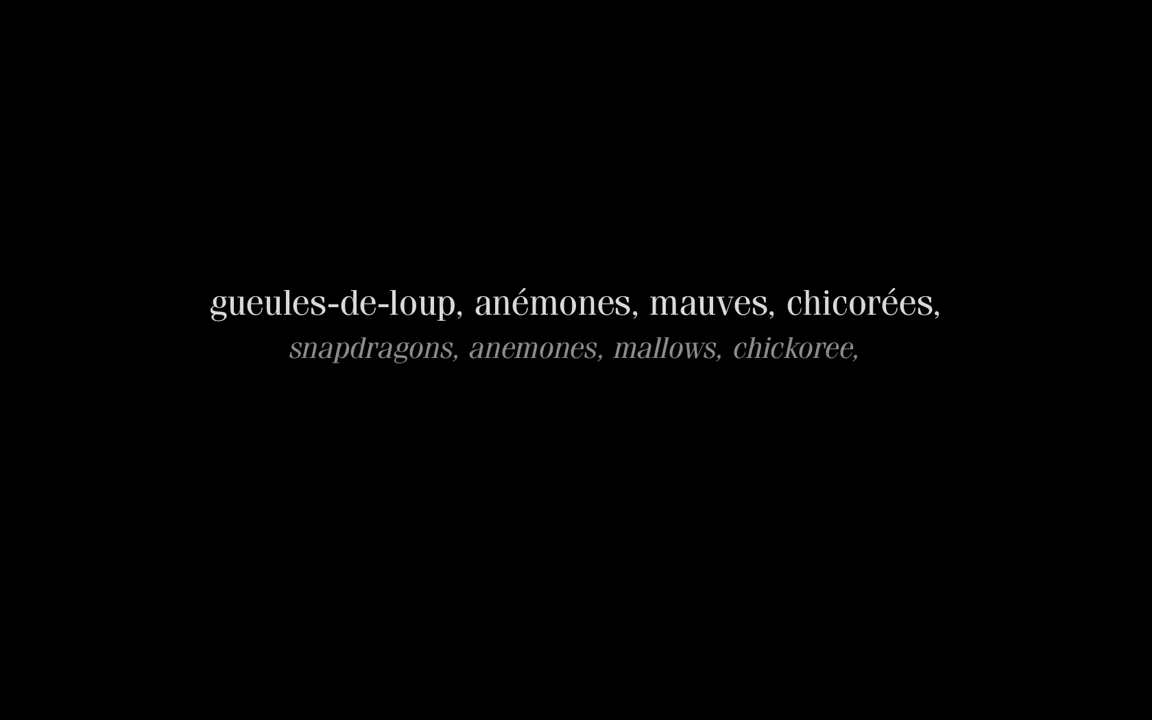 gueules-de-loup, anémones, mauves, chicorées,
snapdragons, anemones, mallows, chickoree,